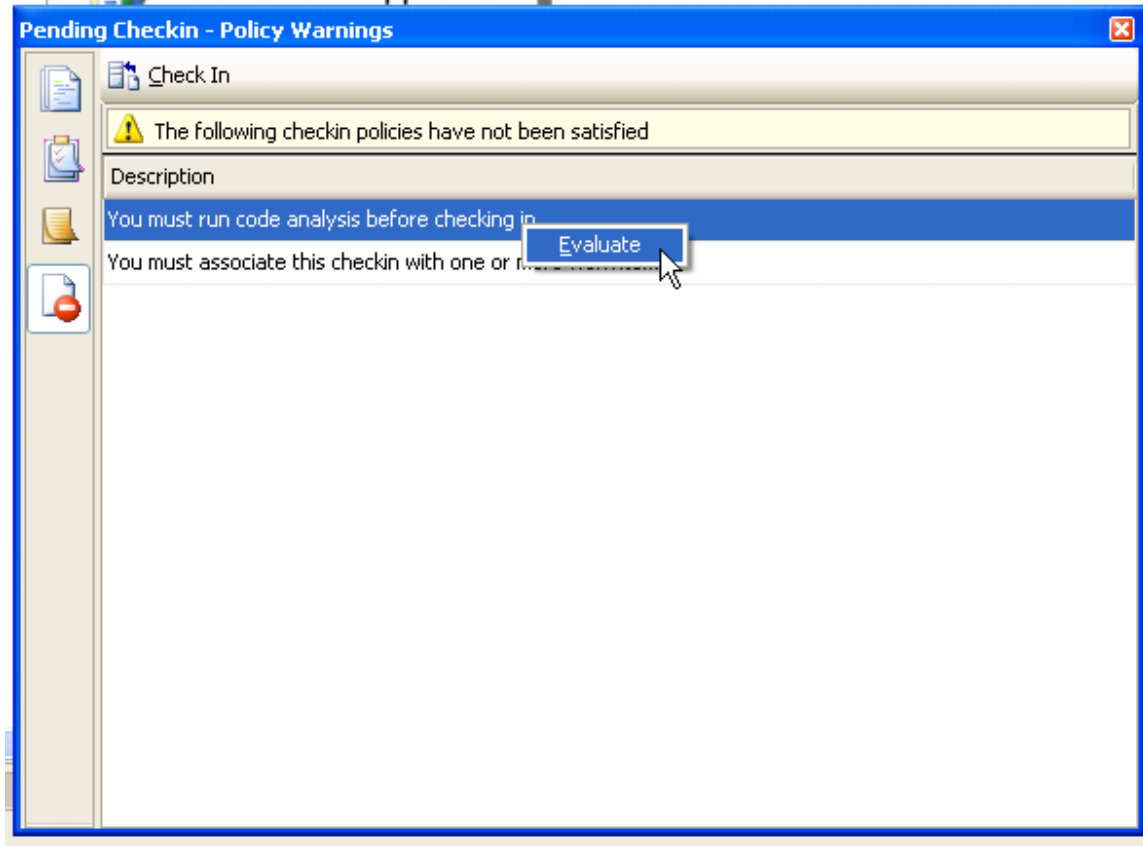 Pending Checkin - Policy Warnings
Check In
The following checkin policies have not been satisfied
Description
You must run code analysis before checking in
Evaluate
You must associate this checkin with one or